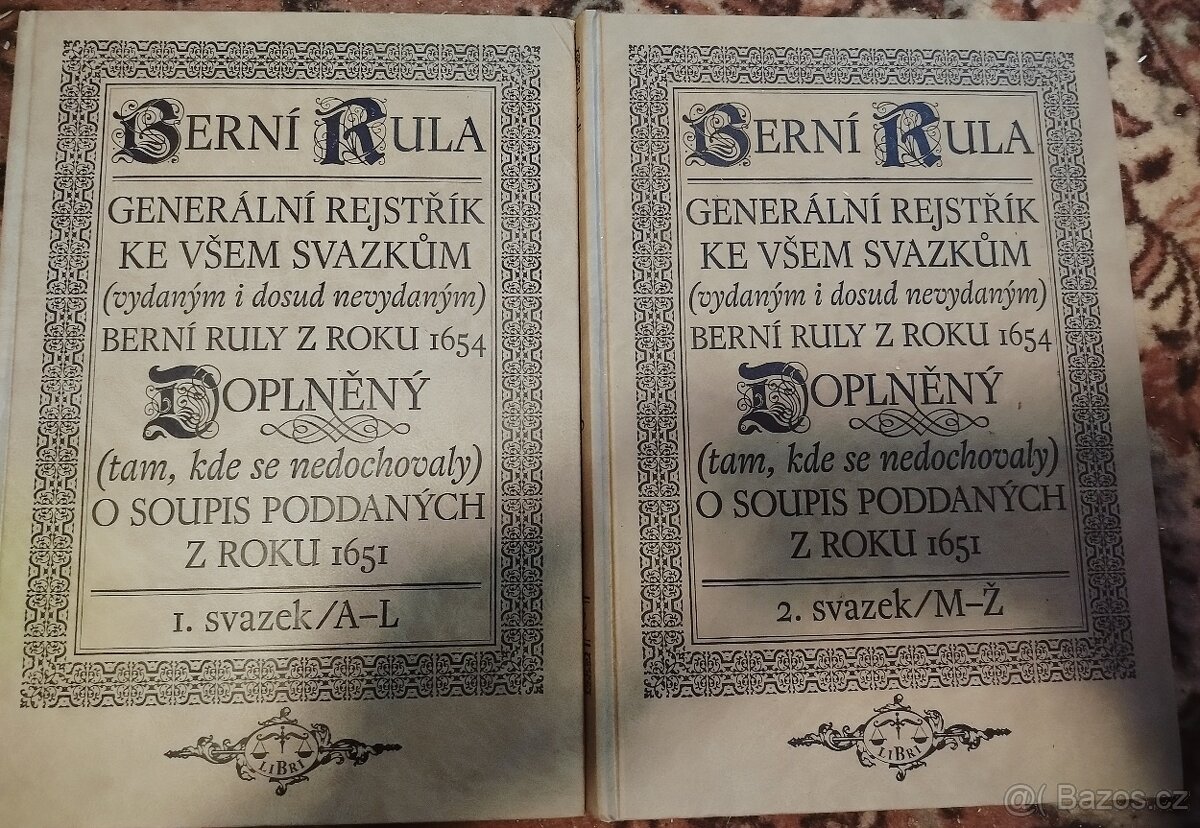 BERNÍ RULA
GENERÁLNÍ REJSTŘÍK
KE VŠEM SVAZKŮM
(vydaným i dosud nevydaným)
BERNÍ RULY Z ROKU 1654
DOPLNĚNÝ
(tam, kde se nedochovaly)
O SOUPIS PODDANÝCH
Z ROKU 1651
1. svazek/A–L
LIBRI
BERNÍ RULA
GENERÁLNÍ REJSTŘÍK
KE VŠEM SVAZKŮM
(vydaným i dosud nevydaným)
BERNÍ RULY Z ROKU 1654
DOPLNĚNÝ
(tam, kde se nedochovaly)
O SOUPIS PODDANÝCH
Z ROKU 1651
2. svazek/M–Ž
LIBRI
@( Bazos.cz